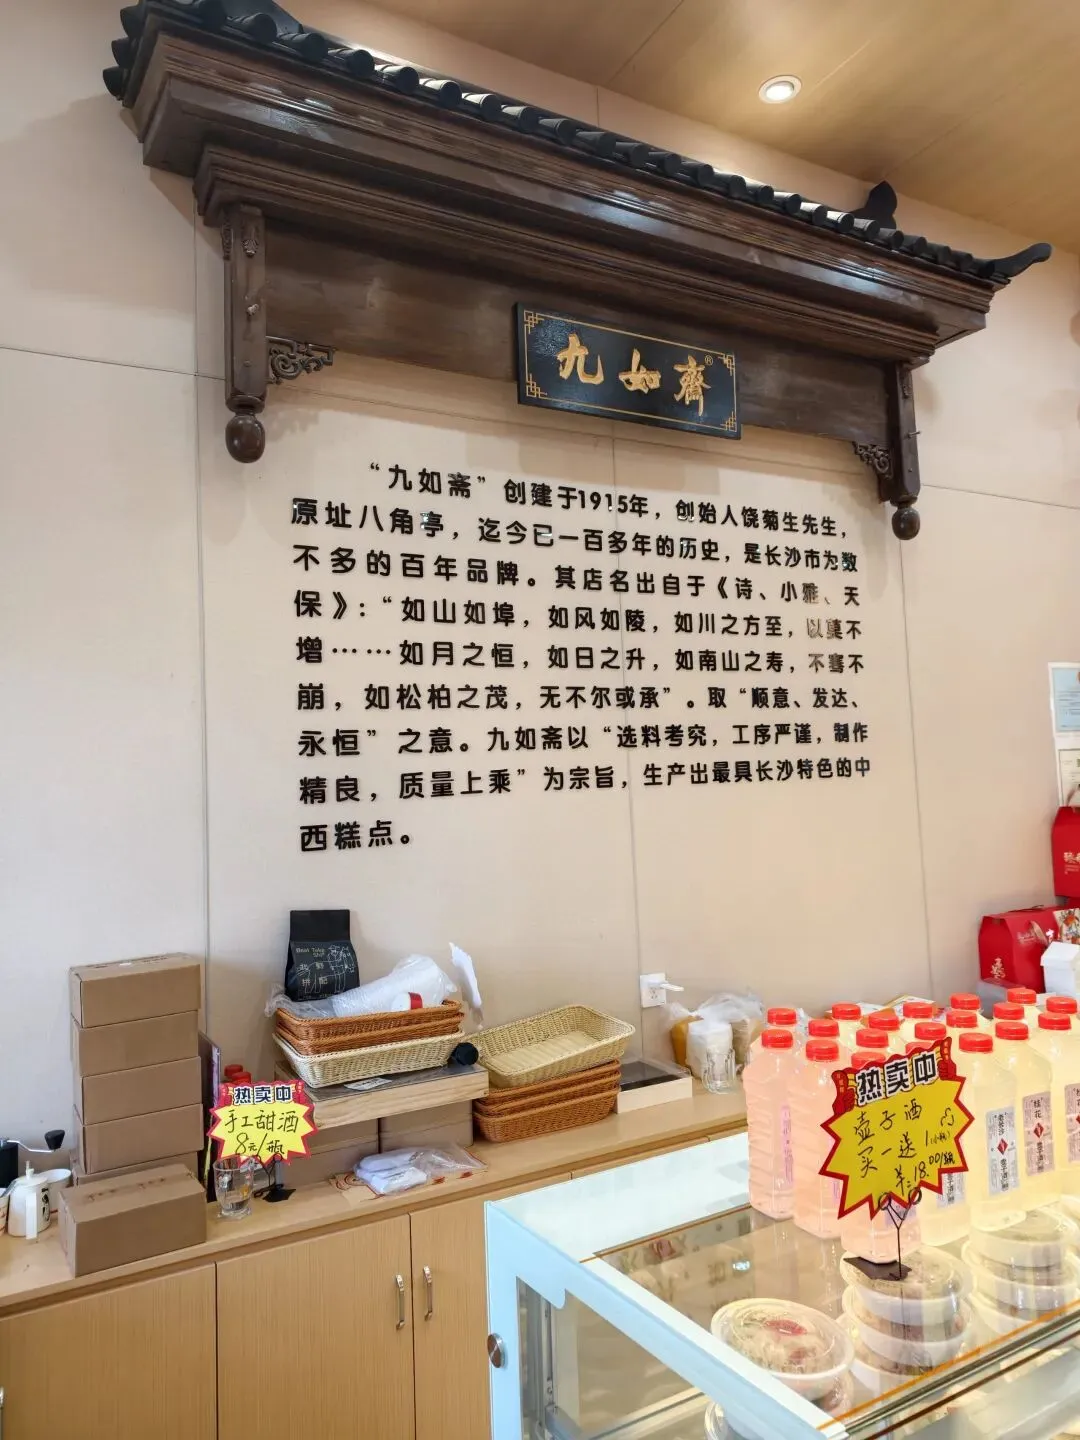 九如齋®
“九如斋”创建于1915年，创始人饶菊生先生，
原址八角亭，迄今已一百多年的历史，是长沙市为数
不多的百年品牌。其店名出自于《诗、小雅、天
保》：“如山如埠，如风如陵，如川之方至，以莫不
增……如月之恒，如日之升，如南山之寿，不骞不
崩，如松柏之茂，无不尔或承”。取“顺意、发达、
永恒”之意。九如斋以“选料考究，工序严谨，制作
精良，质量上乘”为宗旨，生产出最具长沙特色的中
西糕点。
热卖中
手工甜酒
8元/瓶
热卖中
壶子酒
买一送1
18.00/瓶
桂花
壶子酒